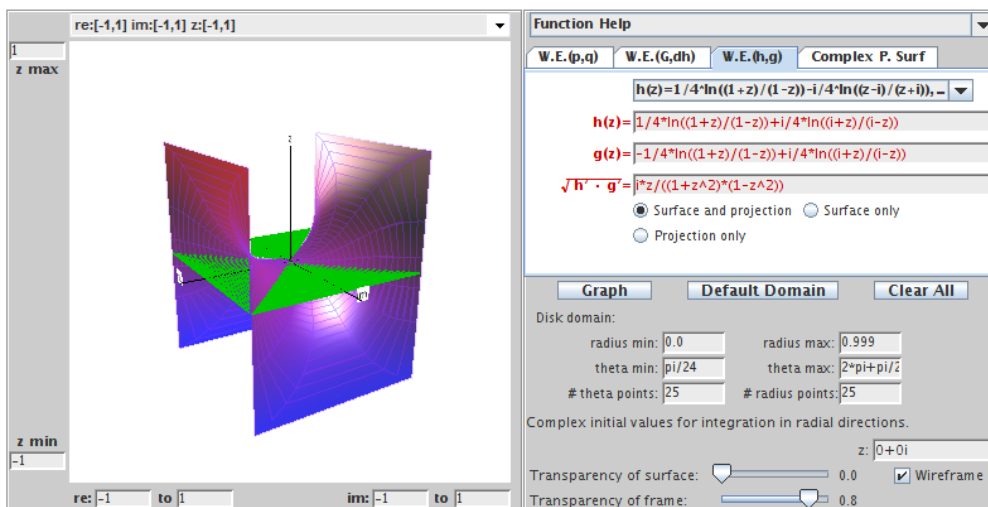 re:[-1,1] im:[-1,1] z:[-1,1]
1
z max
z
z min
-1
re: -1 to 1 im: -1 to 1
Function Help
W.E.(p,q) W.E.(G,dh) W.E.(h,g) Complex P. Surf
h(z)=1/4*ln((1+z)/(1-z))-i/4*ln((z-i)/(z+i)), ...
h(z)= 1/4*ln((1+z)/(1-z))+i/4*ln((i+z)/(i-z))
g(z)= -1/4*ln((1+z)/(1-z))+i/4*ln((i+z)/(i-z))
√h′ · g′= i*z/((1+z^2)*(1-z^2))
Surface and projection Surface only
Projection only
Graph Default Domain Clear All
Disk domain:
radius min: 0.0 radius max: 0.999
theta min: pi/24 theta max: 2*pi+pi/2
# theta points: 25 # radius points: 25
Complex initial values for integration in radial directions.
z: 0+0i
Transparency of surface: 0.0 Wireframe
Transparency of frame: 0.8